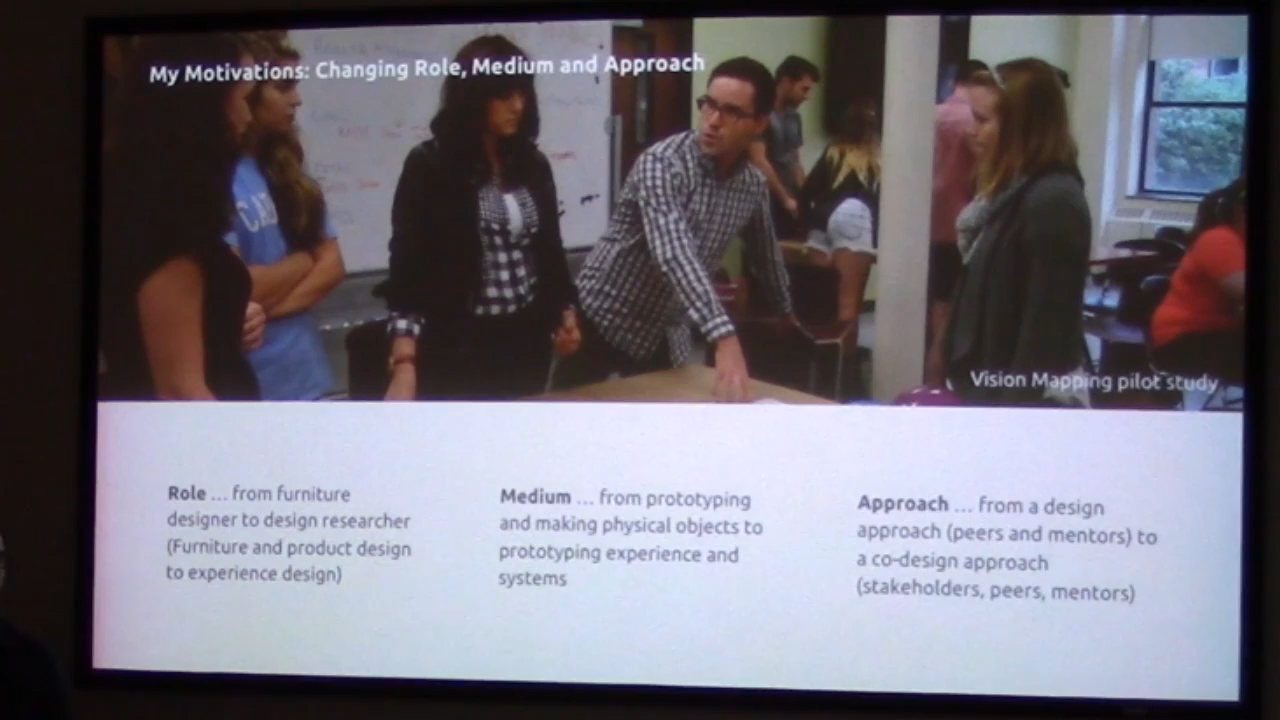 My Motivations: Changing Role, Medium and Approach
CAR
Vision Mapping pilot study
Role ... from furniture
designer to design researcher
(Furniture and product design
to experience design)
Medium ... from prototyping
and making physical objects to
prototyping experience and
systems
Approach ... from a design
approach (peers and mentors) to
a co-design approach
(stakeholders, peers, mentors)